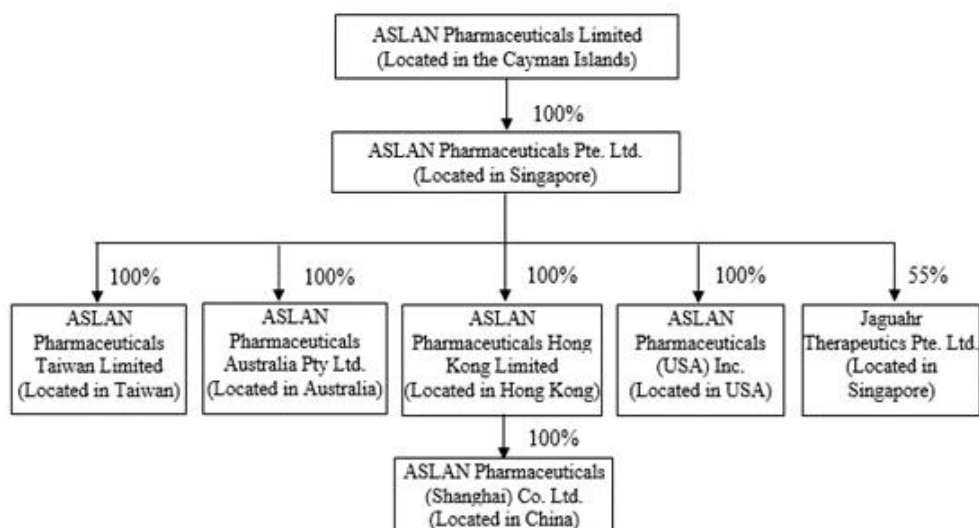 ASLAN Pharmaceuticals Limited
(Located in the Cayman Islands)
100%
ASLAN Pharmaceuticals Pte. Ltd.
(Located in Singapore)
100%
100%
100%
100%
55%
ASLAN
Pharmaceuticals
Taiwan Limited
(Located in Taiwan)
ASLAN
Pharmaceuticals
Australia Pty Ltd.
(Located in Australia)
ASLAN
Pharmaceuticals Hong
Kong Limited
(Located in Hong Kong)
ASLAN
Pharmaceuticals
(USA) Inc.
(Located in USA)
Jaguahr
Therapeutics Pte. Ltd.
(Located in
Singapore)
100%
ASLAN Pharmaceuticals
(Shanghai) Co. Ltd.
(Located in China)